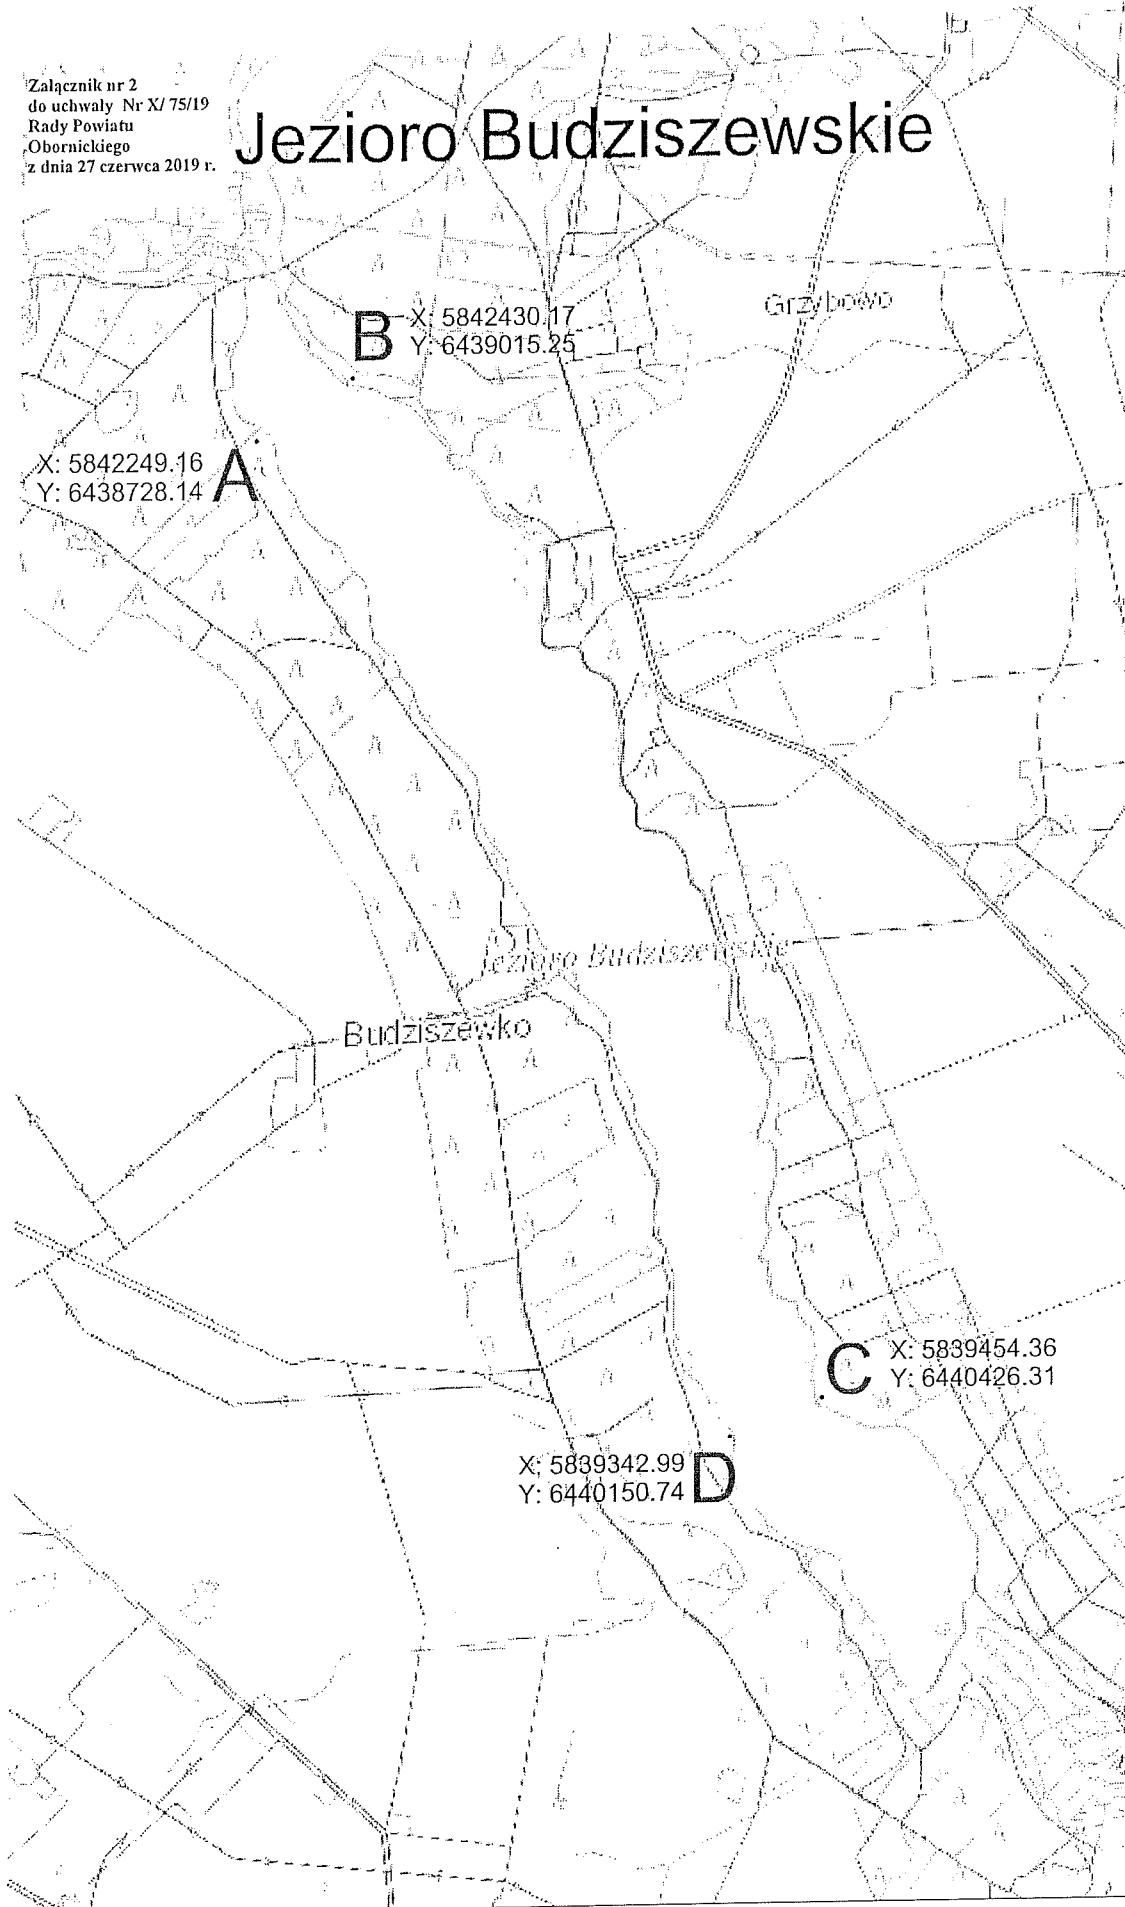 Załącznik nr 2
do uchwały Nr X/ 75/19
Rady Powiatu
Obornickiego
z dnia 27 czerwca 2019 r.
Jezioro Budziszewskie
Grzybowo
B
X: 5842430.17
Y: 6439015.25
X: 5842249.16
Y: 6438728.14
A
Jezioro Budziszewskie
Budziszewko
C
X: 5839454.36
Y: 6440426.31
X: 5839342.99
Y: 6440150.74
D